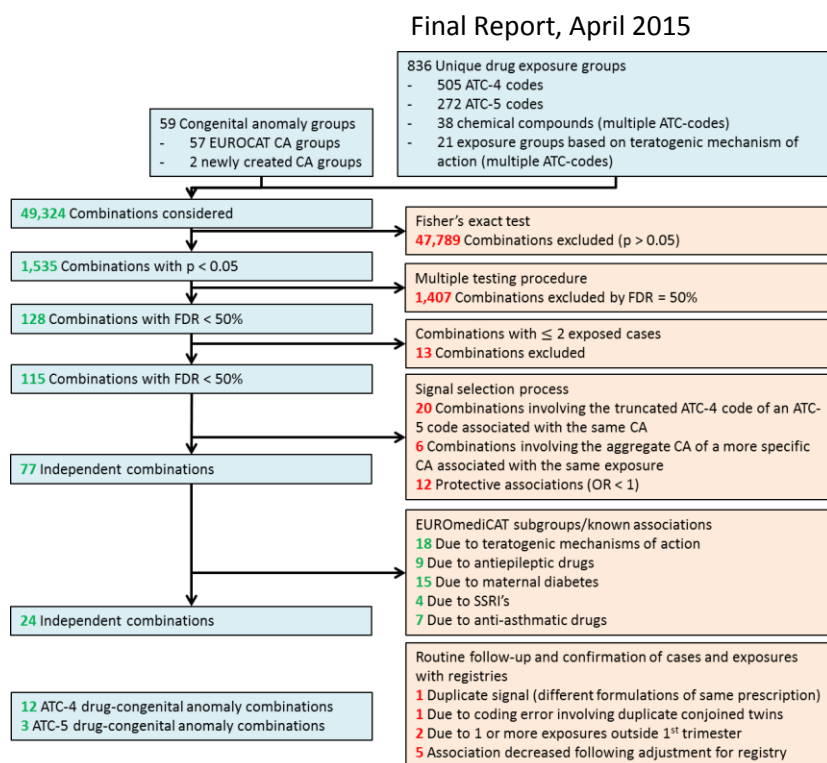 Final Report, April 2015
836 Unique drug exposure groups
- 505 ATC-4 codes
- 272 ATC-5 codes
- 38 chemical compounds (multiple ATC-codes)
- 21 exposure groups based on teratogenic mechanism of
action (multiple ATC-codes)
59 Congenital anomaly groups
- 57 EUROCAT CA groups
- 2 newly created CA groups
49,324 Combinations considered
Fisher's exact test
47,789 Combinations excluded (p > 0.05)
1,535 Combinations with p < 0.05
Multiple testing procedure
1,407 Combinations excluded by FDR = 50%
128 Combinations with FDR < 50%
Combinations with ≤ 2 exposed cases
13 Combinations excluded
115 Combinations with FDR < 50%
Signal selection process
20 Combinations involving the truncated ATC-4 code of an ATC-
5 code associated with the same CA
6 Combinations involving the aggregate CA of a more specific
CA associated with the same exposure
12 Protective associations (OR < 1)
77 Independent combinations
EUROmediCAT subgroups/known associations
18 Due to teratogenic mechanisms of action
9 Due to antiepileptic drugs
15 Due to maternal diabetes
4 Due to SSRI's
7 Due to anti-asthmatic drugs
24 Independent combinations
Routine follow-up and confirmation of cases and exposures
with registries
1 Duplicate signal (different formulations of same prescription)
1 Due to coding error involving duplicate conjoined twins
2 Due to 1 or more exposures outside 1st trimester
5 Association decreased following adjustment for registry
12 ATC-4 drug-congenital anomaly combinations
3 ATC-5 drug-congenital anomaly combinations